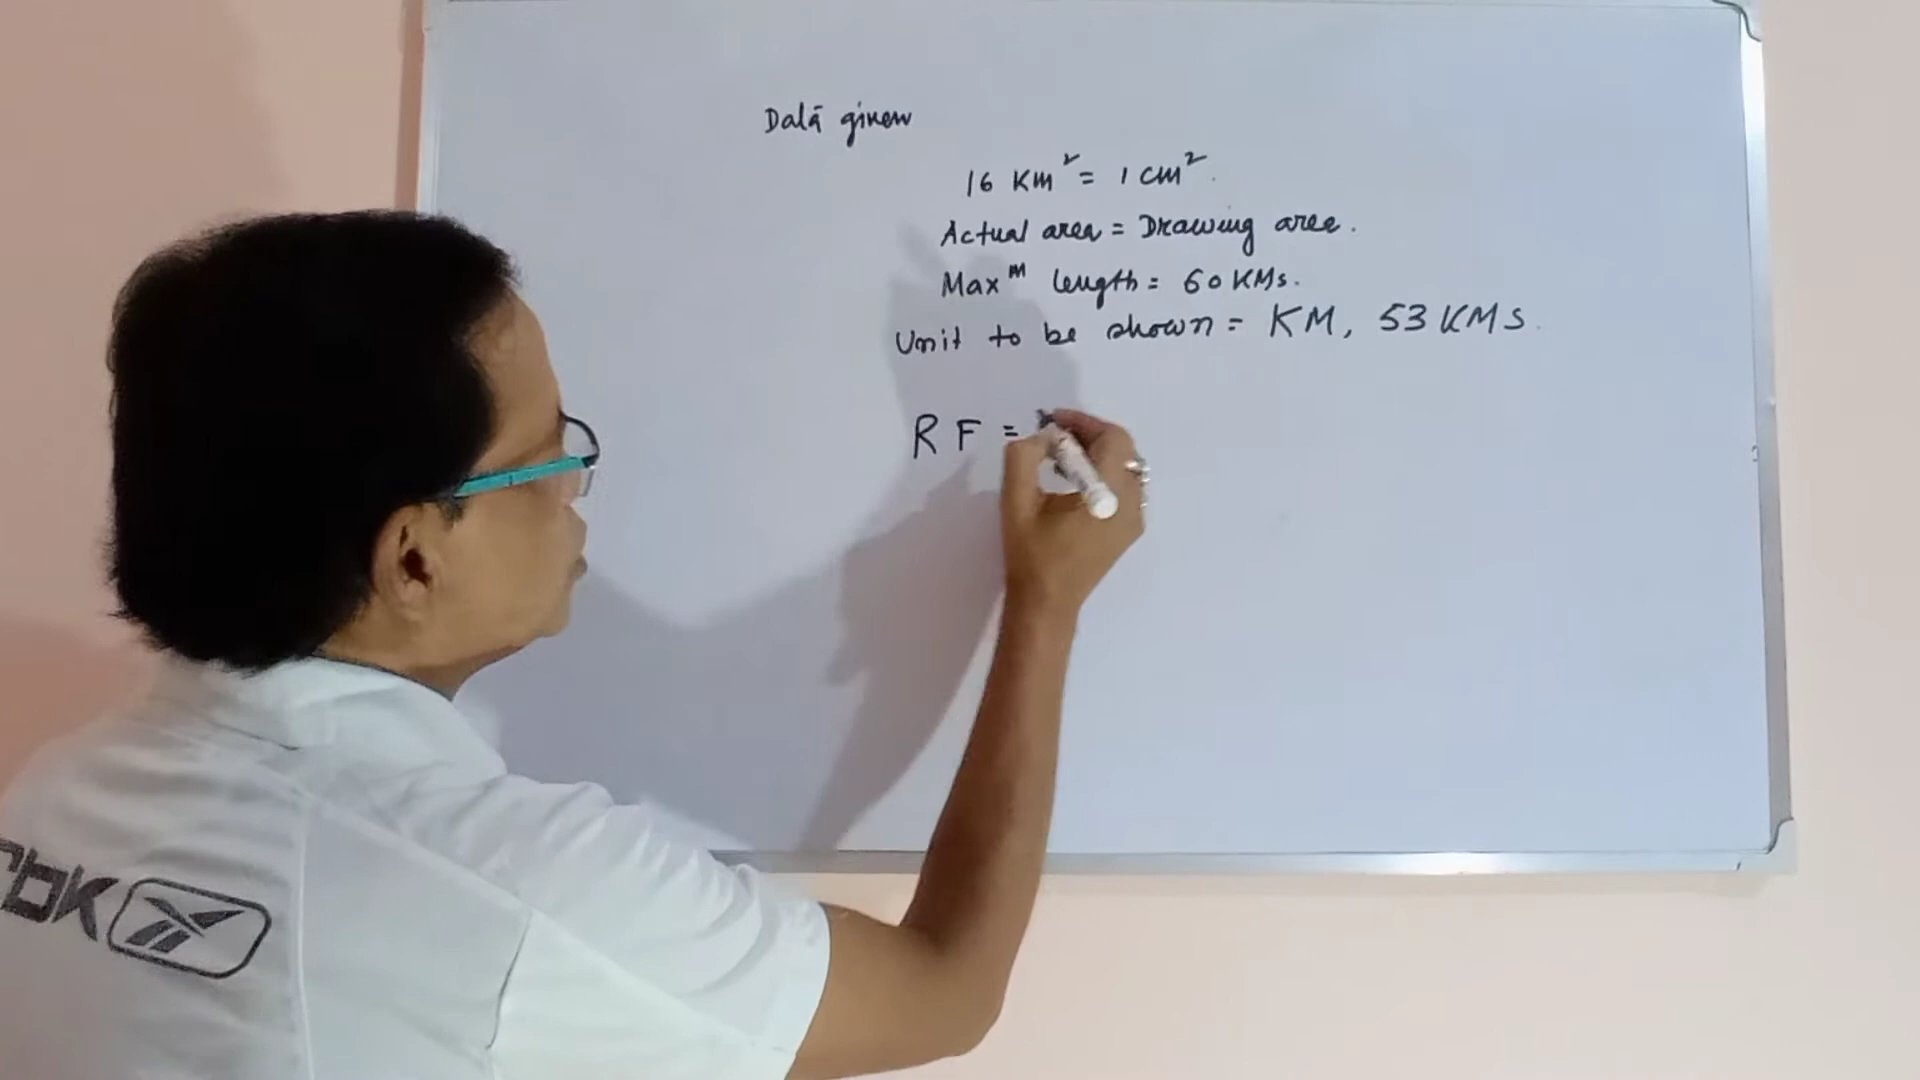 Data given
16 KM² = 1 cm².
Actual area = Drawing area.
Maxᵐ length = 60 KMs.
Unit to be shown = KM, 53 KMS.
R F =